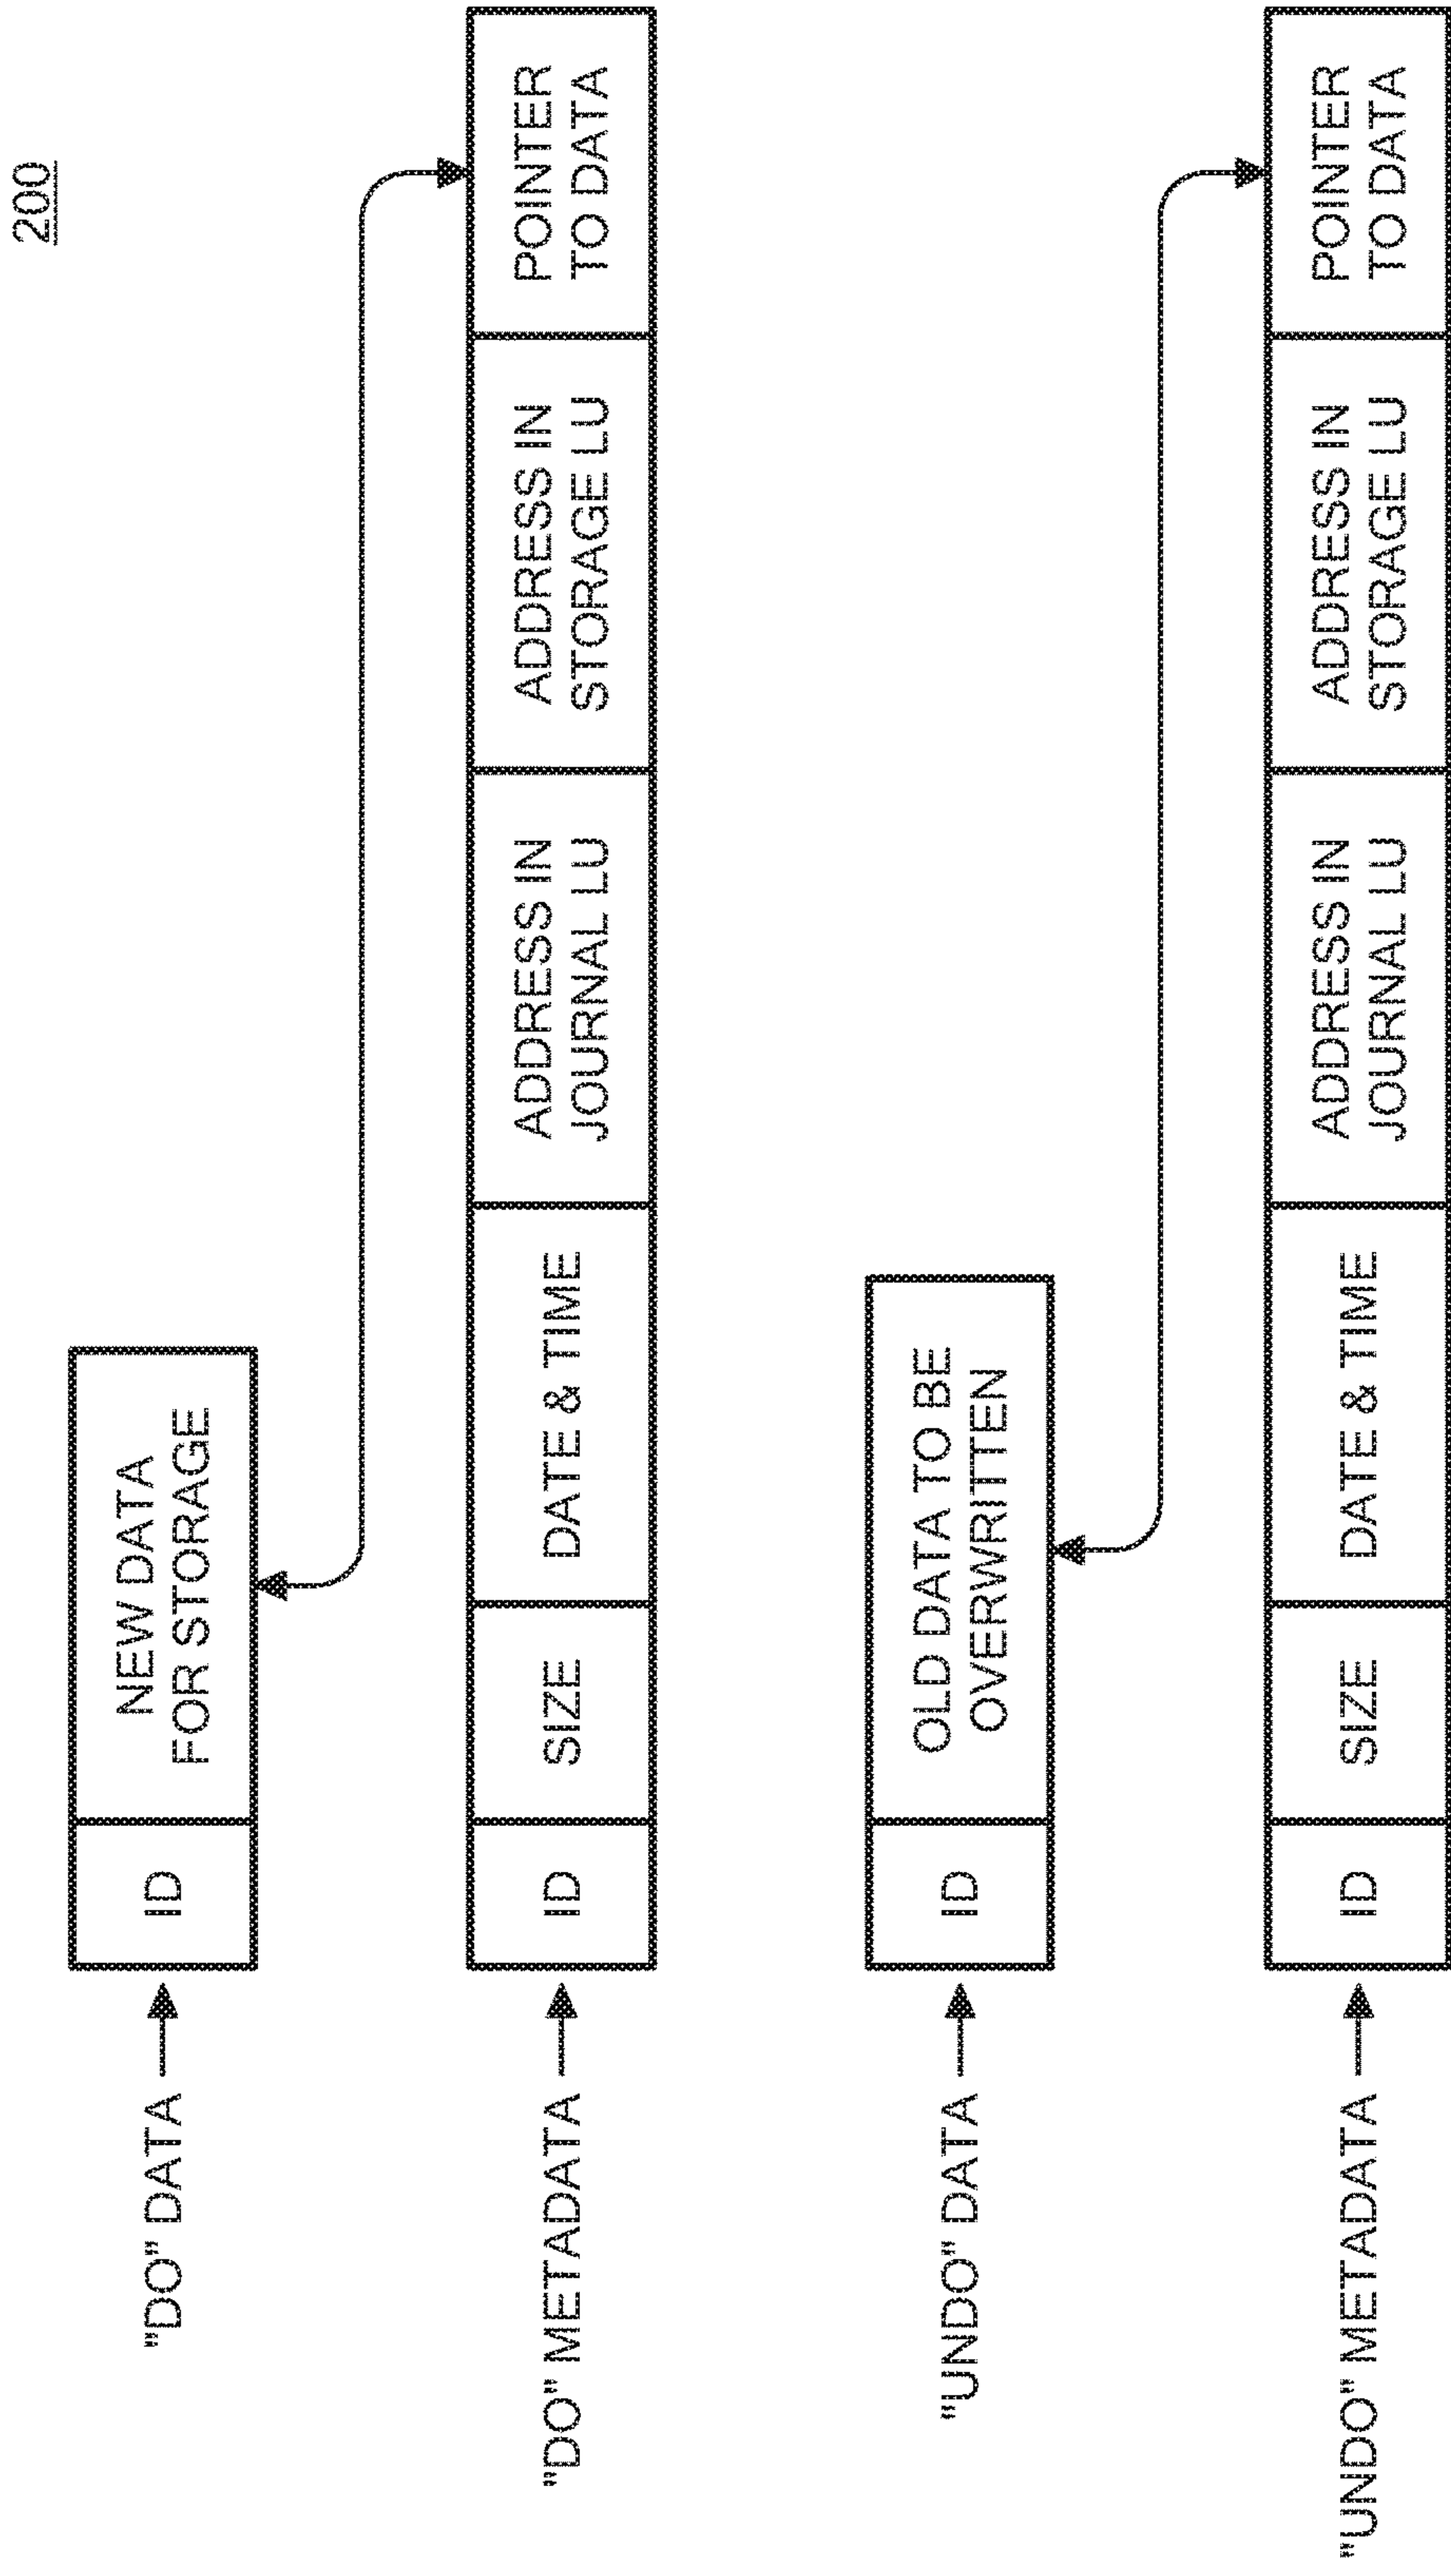 200
"DO" DATA
ID
NEW DATA
FOR STORAGE
"DO" METADATA
ID
SIZE
DATE & TIME
ADDRESS IN
JOURNAL LU
ADDRESS IN
STORAGE LU
POINTER
TO DATA
"UNDO" DATA
ID
OLD DATA TO BE
OVERWRITTEN
"UNDO" METADATA
ID
SIZE
DATE & TIME
ADDRESS IN
JOURNAL LU
ADDRESS IN
STORAGE LU
POINTER
TO DATA